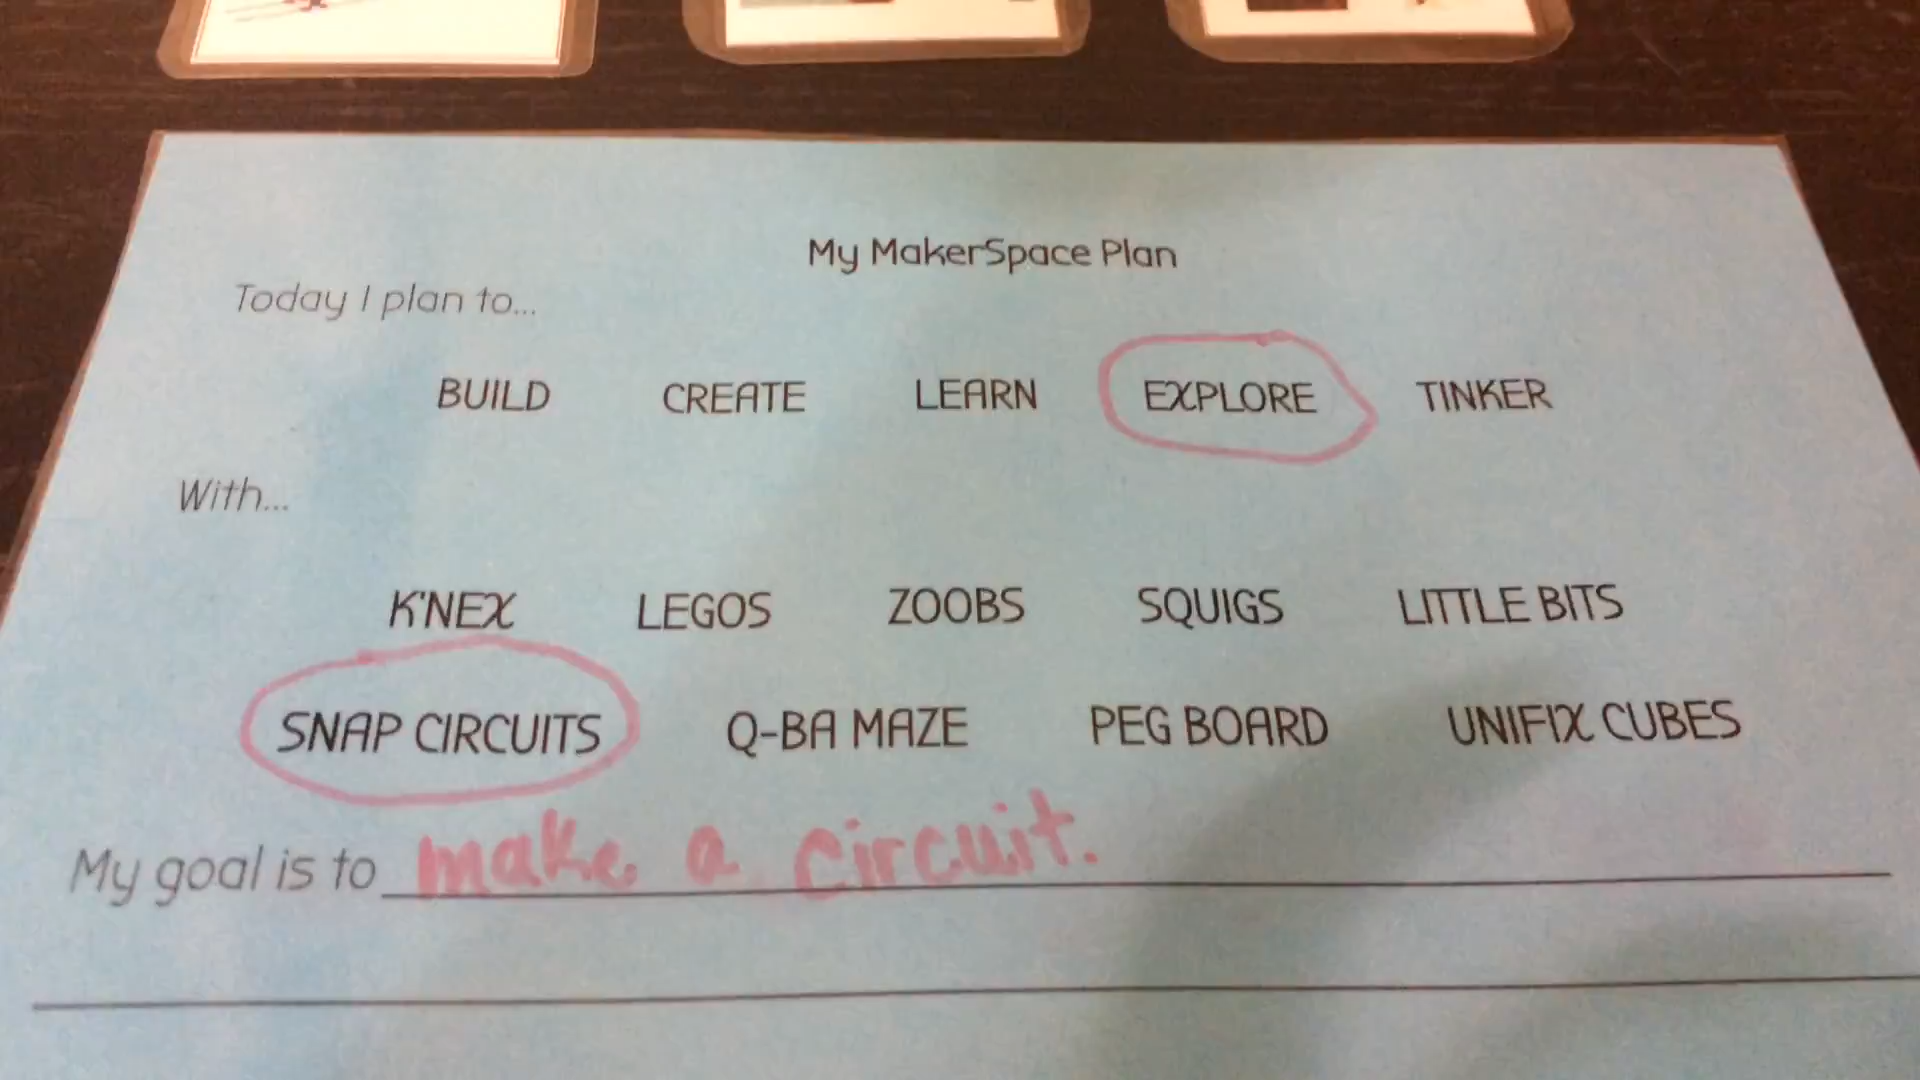 My MakerSpace Plan
Today I plan to...
BUILD CREATE LEARN EXPLORE TINKER
With...
K'NEX LEGOS ZOOBS SQUIGS LITTLE BITS
SNAP CIRCUITS Q-BA MAZE PEG BOARD UNIFIX CUBES
My goal is to make a circuit.